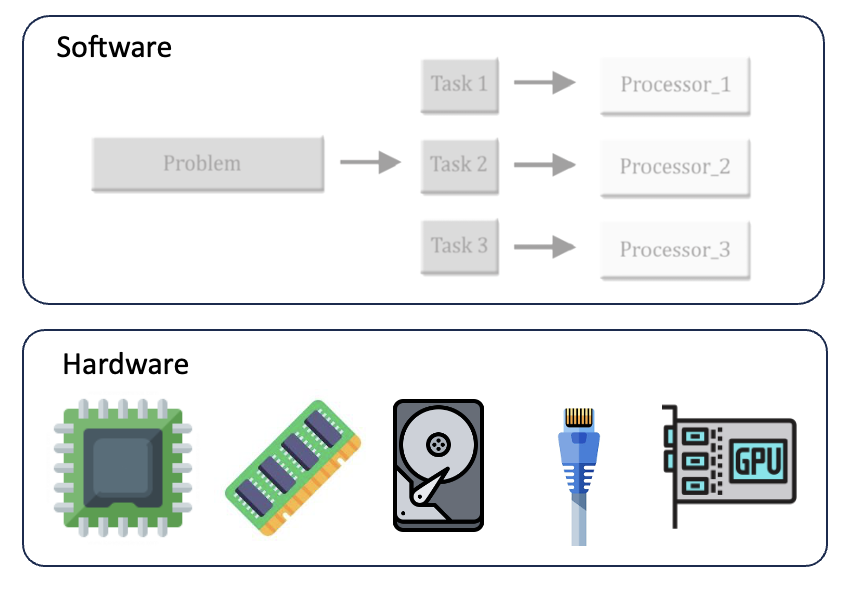 Software
Task 1
Processor_1
Problem
Task 2
Processor_2
Task 3
Processor_3
Hardware
GPU